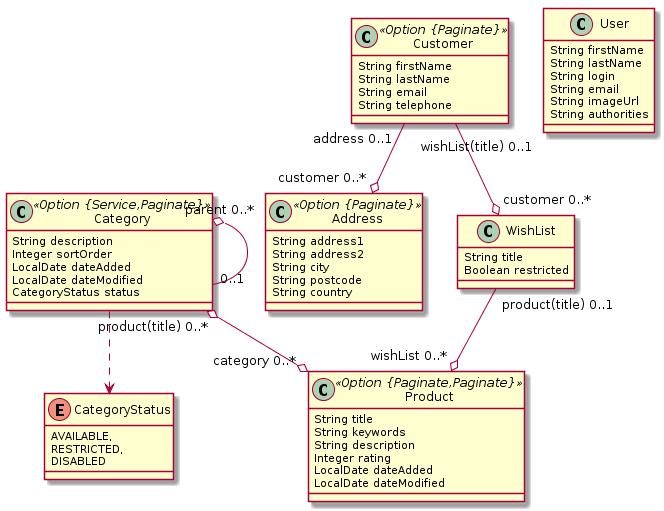 C «Option {Paginate}»
Customer
String firstName
String lastName
String email
String telephone
C User
String firstName
String lastName
String login
String email
String imageUrl
String authorities
address 0..1
wishList(title) 0..1
customer 0..*
customer 0..*
C «Option {Service,Paginate}»
Category
String description
Integer sortOrder
LocalDate dateAdded
LocalDate dateModified
CategoryStatus status
parent 0..*
0..1
C «Option {Paginate}»
Address
String address1
String address2
String city
String postcode
String country
C WishList
String title
Boolean restricted
product(title) 0..*
category 0..*
product(title) 0..1
wishList 0..*
E CategoryStatus
AVAILABLE,
RESTRICTED,
DISABLED
C «Option {Paginate,Paginate}»
Product
String title
String keywords
String description
Integer rating
LocalDate dateAdded
LocalDate dateModified